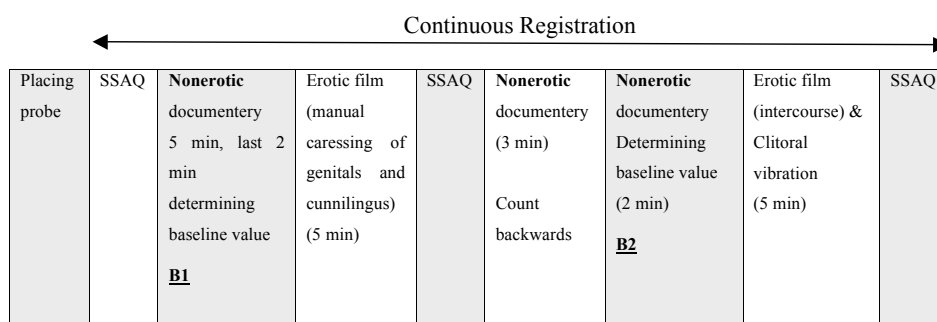 Continuous Registration
Placing
probe
SSAQ
Nonerotic
documentery
5 min, last 2
min
determining
baseline value
B1
Erotic film
(manual
caressing of
genitals and
cunnilingus)
(5 min)
SSAQ
Nonerotic
documentery
(3 min)
Count
backwards
Nonerotic
documentery
Determining
baseline value
(2 min)
B2
Erotic film
(intercourse) &
Clitoral
vibration
(5 min)
SSAQ